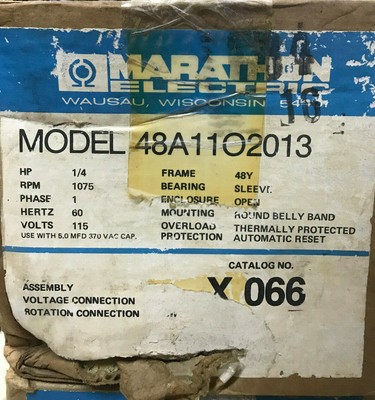 MARATHON
ELECTRIC
WAUSAU, WISCONSIN
MODEL 48A11O2013
HP 1/4 FRAME 48Y
RPM 1075 BEARING SLEEVE
PHASE 1 ENCLOSURE OPEN
HERTZ 60 MOUNTING ROUND BELLY BAND
VOLTS 115 OVERLOAD THERMALLY PROTECTED
USE WITH 5.0 MFD 370 VAC CAP. PROTECTION AUTOMATIC RESET
CATALOG NO.
ASSEMBLY X 066
VOLTAGE CONNECTION
ROTATION CONNECTION